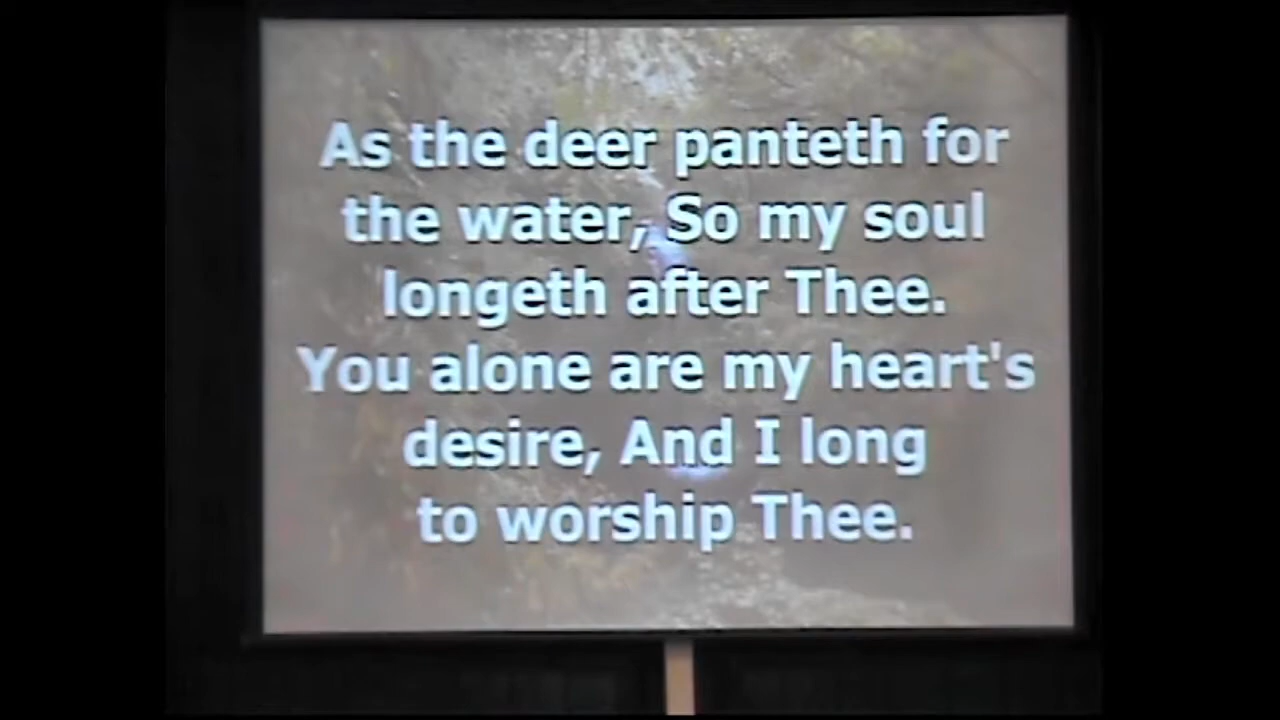 As the deer panteth for
the water, So my soul
longeth after Thee.
You alone are my heart's
desire, And I long
to worship Thee.